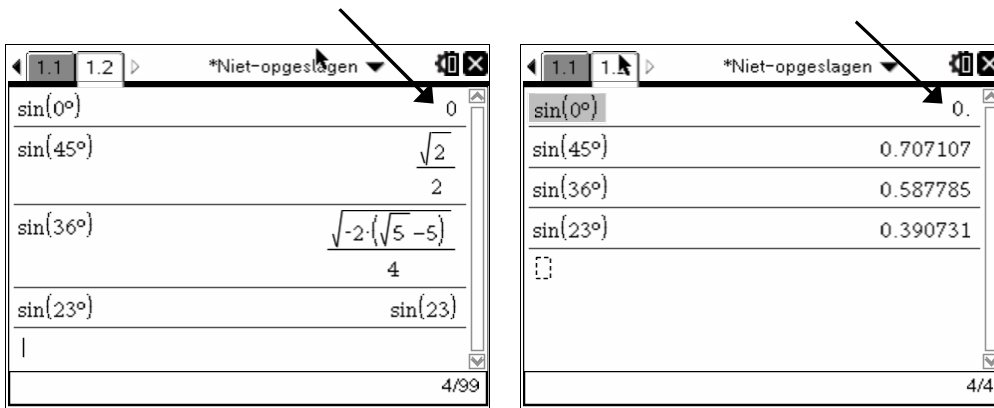 1.1 1.2 *Niet-opgeslagen
sin(0°) 0
sin(45°) √2/2
sin(36°) √(-2·(√5-5))/4
sin(23°) sin(23)
4/99
1.1 1. *Niet-opgeslagen
sin(0°) 0.
sin(45°) 0.707107
sin(36°) 0.587785
sin(23°) 0.390731
4/4